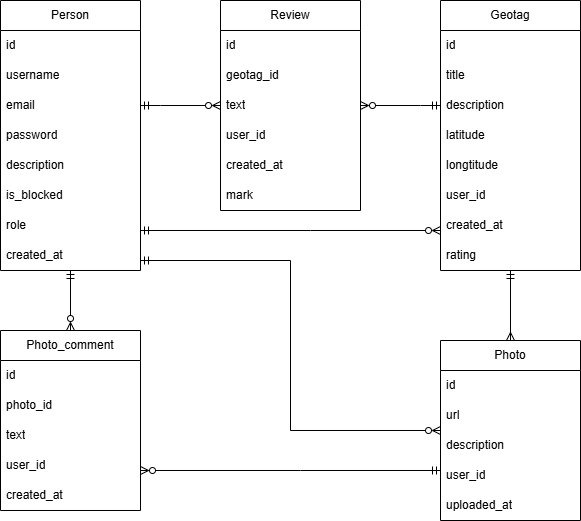 Person
id
username
email
password
description
is_blocked
role
created_at
Review
id
geotag_id
text
user_id
created_at
mark
Geotag
id
title
description
latitude
longtitude
user_id
created_at
rating
Photo_comment
id
photo_id
text
user_id
created_at
Photo
id
url
description
user_id
uploaded_at